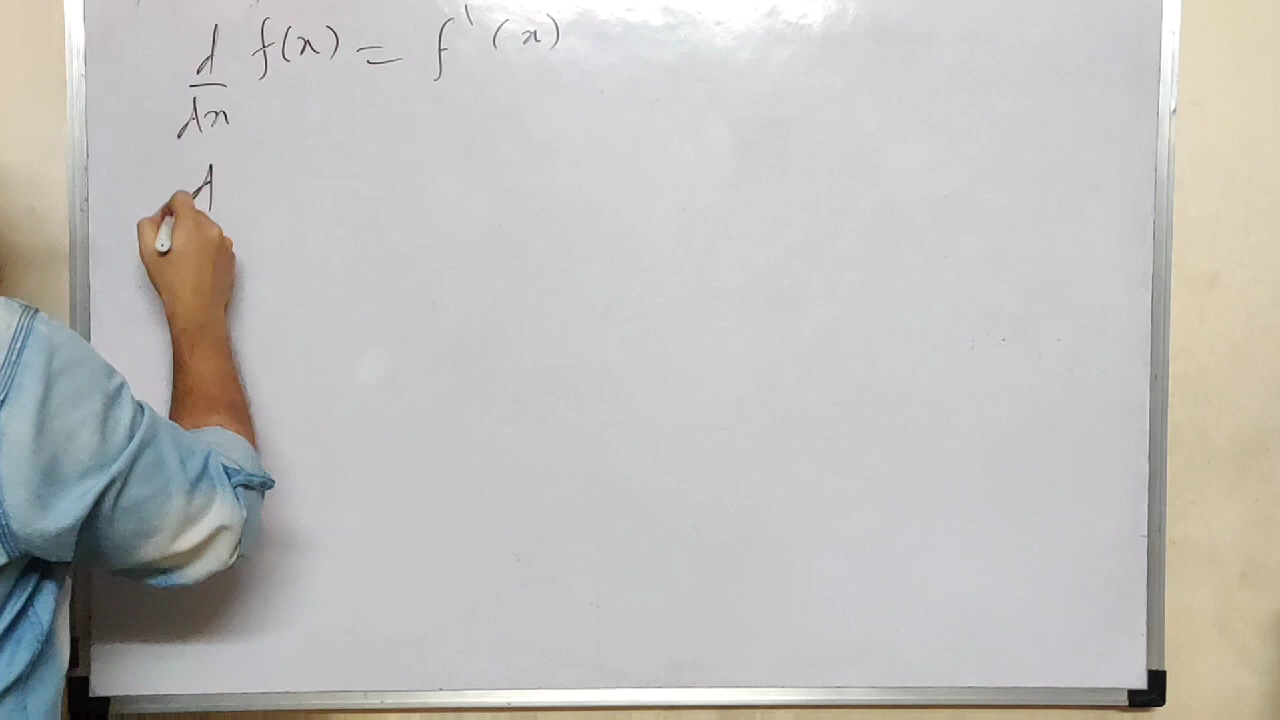 d/dx f(x) = f'(x)
d